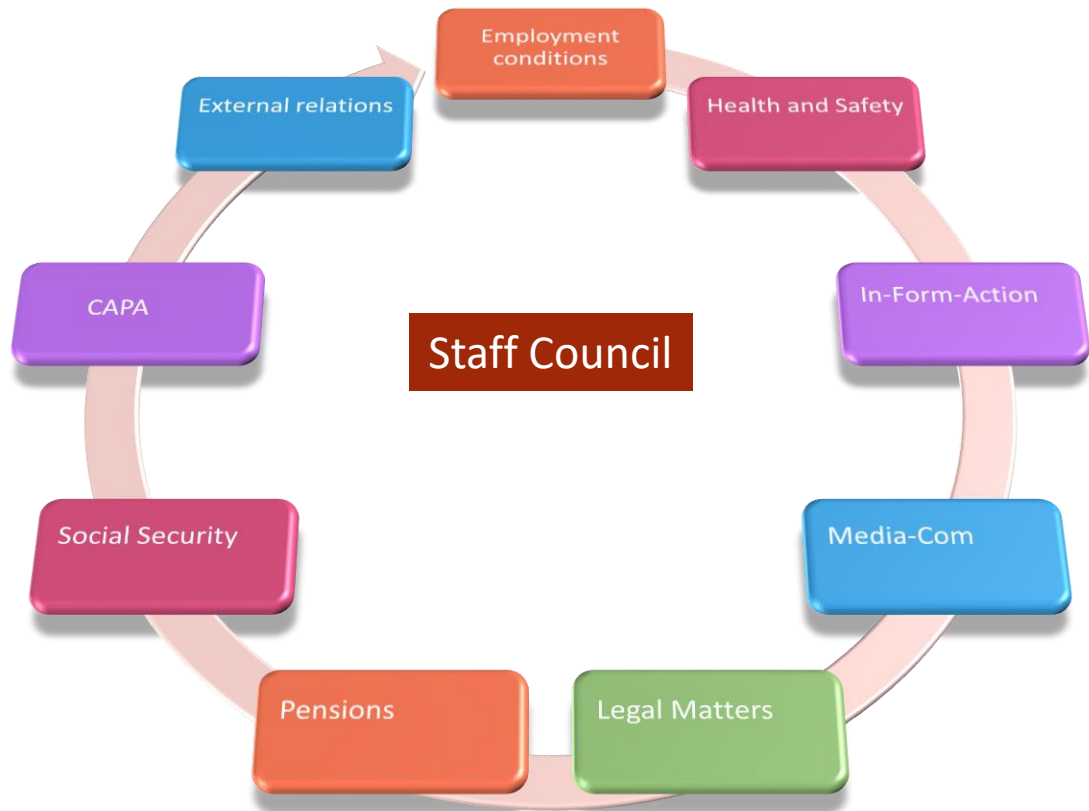 Employment
conditions
External relations
Health and Safety
CAPA
In-Form-Action
Staff Council
Social Security
Media-Com
Pensions
Legal Matters